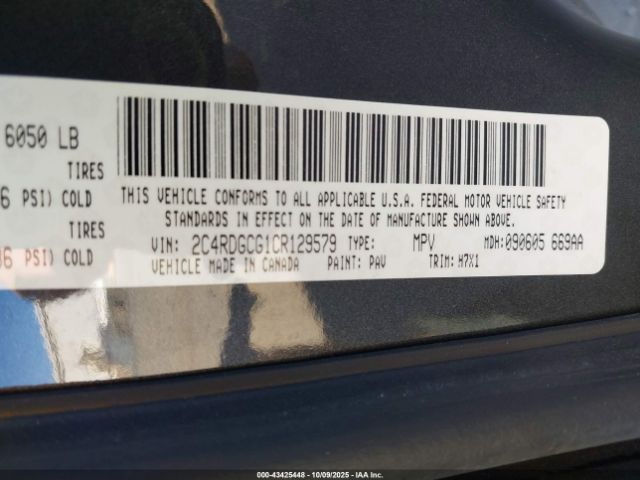 6050 LB
TIRES
6 PSI) COLD
TIRES
36 PSI) COLD
THIS VEHICLE CONFORMS TO ALL APPLICABLE U.S.A. FEDERAL MOTOR VEHICLE SAFETY
STANDARDS IN EFFECT ON THE DATE OF MANUFACTURE SHOWN ABOVE.
VIN: 2C4RDGCG1CR129579 TYPE: MPV MDH:090605 669AA
VEHICLE MADE IN CANADA PAINT: PAV TRIM: H7X1
000-43425448 - 10/09/2025 - IAA Inc.